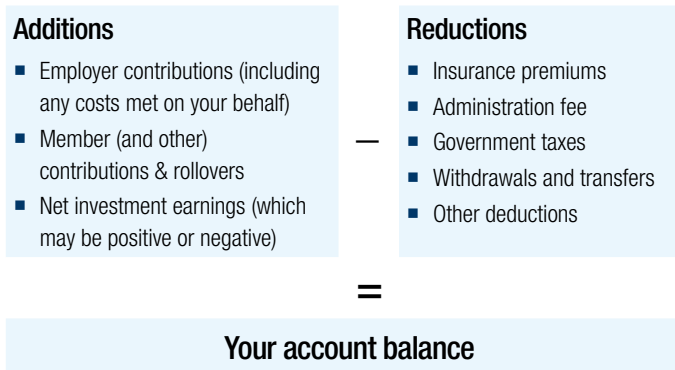 Additions
■ Employer contributions (including
any costs met on your behalf)
■ Member (and other)
contributions & rollovers
■ Net investment earnings (which
may be positive or negative)
–
Reductions
■ Insurance premiums
■ Administration fee
■ Government taxes
■ Withdrawals and transfers
■ Other deductions
=
Your account balance